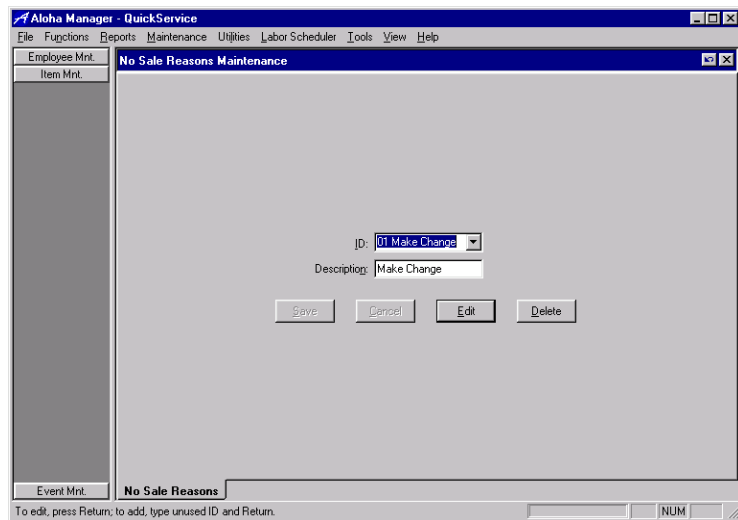 Aloha Manager - QuickService
File Functions Reports Maintenance Utilities Labor Scheduler Tools View Help
Employee Mnt.
Item Mnt.
No Sale Reasons Maintenance
ID: 01 Make Change
Description: Make Change
Save Cancel Edit Delete
Event Mnt.
No Sale Reasons
To edit, press Return; to add, type unused ID and Return.
NUM